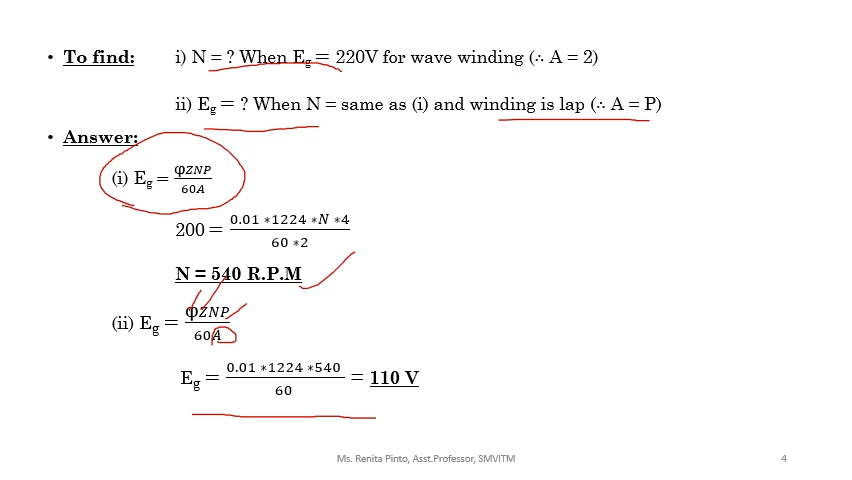 • To find: i) N = ? When Eg = 220V for wave winding (∴ A = 2)
ii) Eg = ? When N = same as (i) and winding is lap (∴ A = P)
• Answer:
(i) Eg = φZNP / 60A
200 = 0.01 ∗1224 ∗N ∗4 / 60 ∗2
N = 540 R.P.M
(ii) Eg = φZNP / 60A
Eg = 0.01 ∗1224 ∗540 / 60 = 110 V
Ms. Renita Pinto, Asst.Professor, SMVITM 4